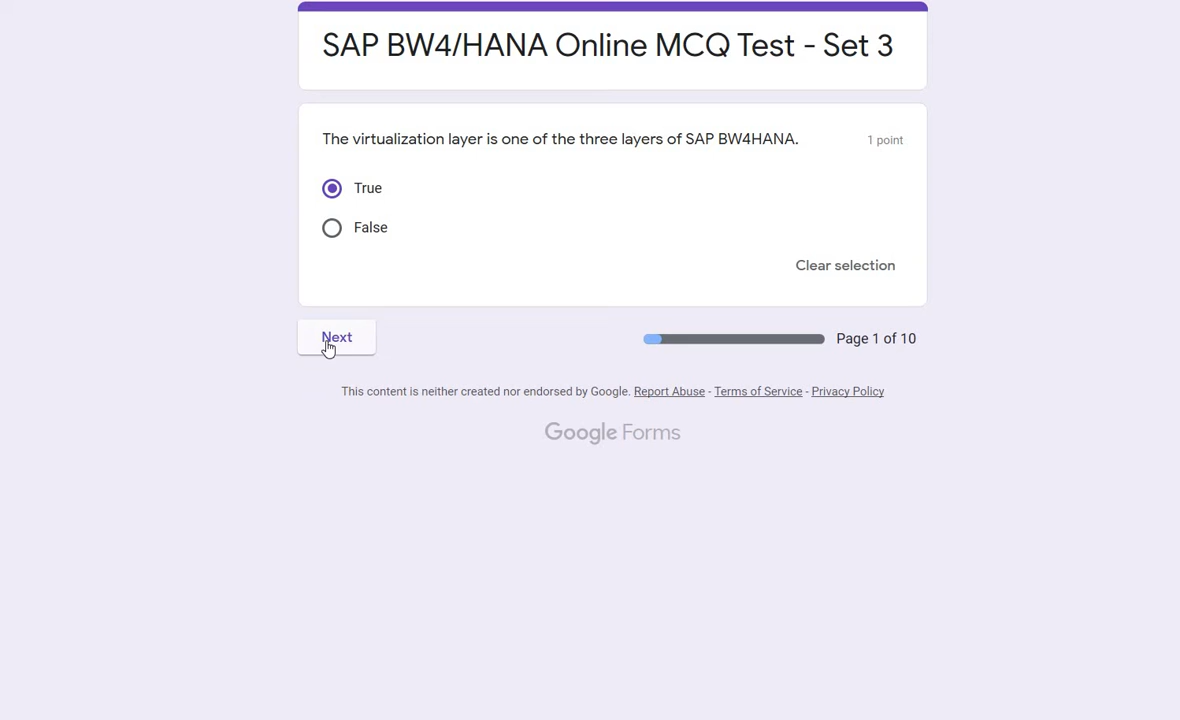 SAP BW4/HANA Online MCQ Test - Set 3
The virtualization layer is one of the three layers of SAP BW4HANA. 1 point
True
False
Clear selection
Next Page 1 of 10
This content is neither created nor endorsed by Google. Report Abuse - Terms of Service - Privacy Policy
Google Forms